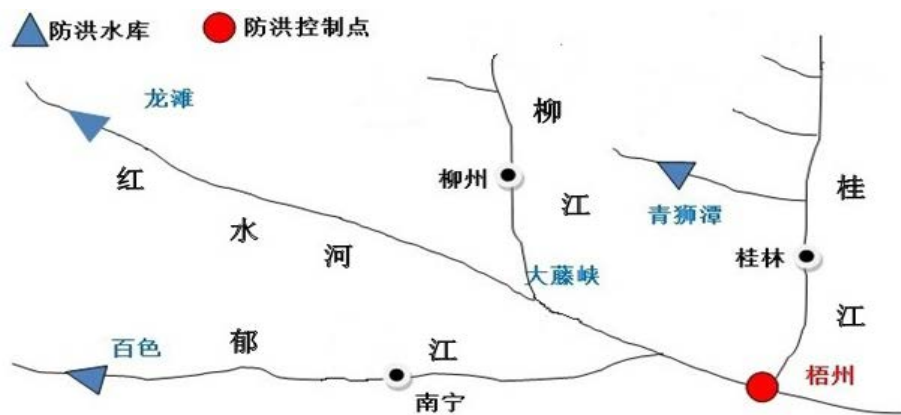 防洪水库
防洪控制点
龙滩
柳
红
柳州
江
桂
青狮潭
水
河
桂林
大藤峡
江
百色
郁
江
南宁
梧州